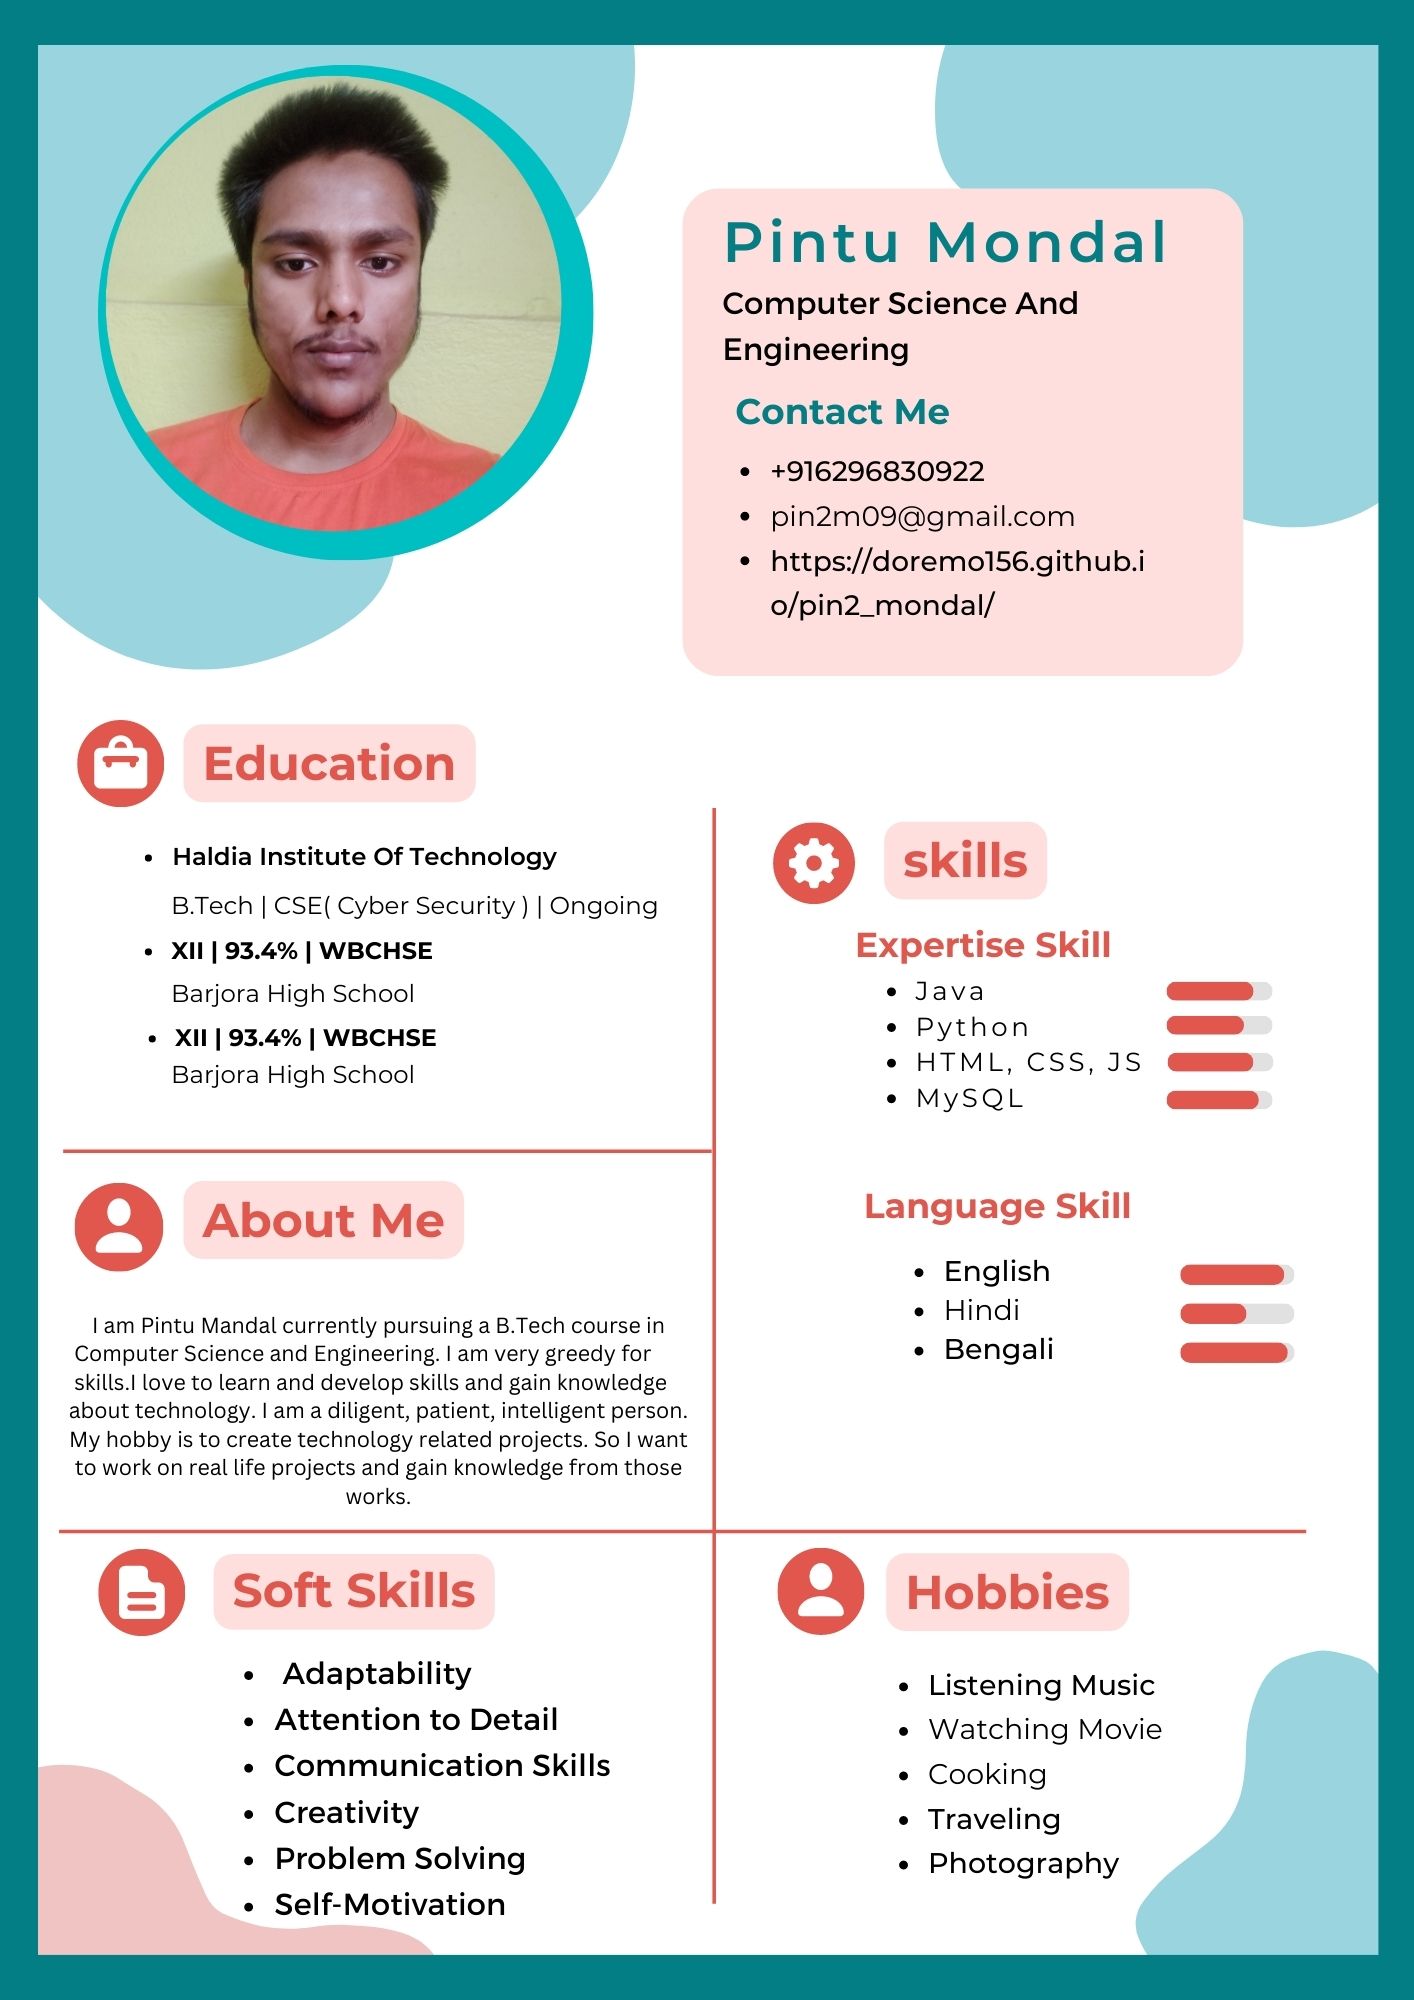 Pintu Mondal
Computer Science And
Engineering
Contact Me
• +916296830922
• pin2m09@gmail.com
• https://doremo156.github.i
o/pin2_mondal/
Education
• Haldia Institute Of Technology
B.Tech | CSE( Cyber Security ) | Ongoing
• XII | 93.4% | WBCHSE
Barjora High School
• XII | 93.4% | WBCHSE
Barjora High School
About Me
I am Pintu Mandal currently pursuing a B.Tech course in
Computer Science and Engineering. I am very greedy for
skills.I love to learn and develop skills and gain knowledge
about technology. I am a diligent, patient, intelligent person.
My hobby is to create technology related projects. So I want
to work on real life projects and gain knowledge from those
works.
skills
Expertise Skill
• Java
• Python
• HTML, CSS, JS
• MySQL
Language Skill
• English
• Hindi
• Bengali
Soft Skills
• Adaptability
• Attention to Detail
• Communication Skills
• Creativity
• Problem Solving
• Self-Motivation
Hobbies
• Listening Music
• Watching Movie
• Cooking
• Traveling
• Photography